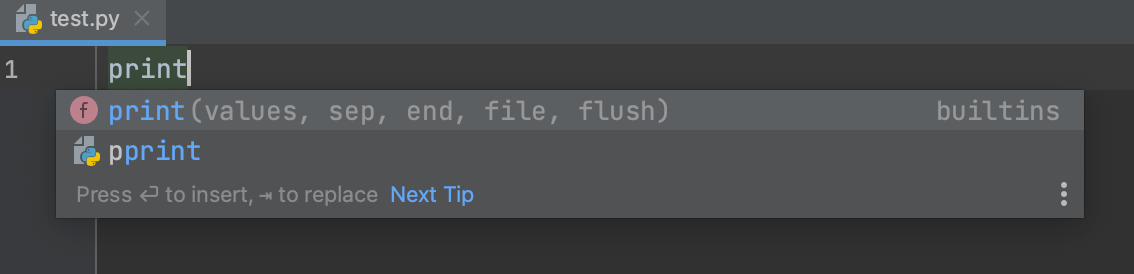 test.py
1 print
print(values, sep, end, file, flush) builtins
pprint
Press ⏎ to insert, ⇥ to replace Next Tip